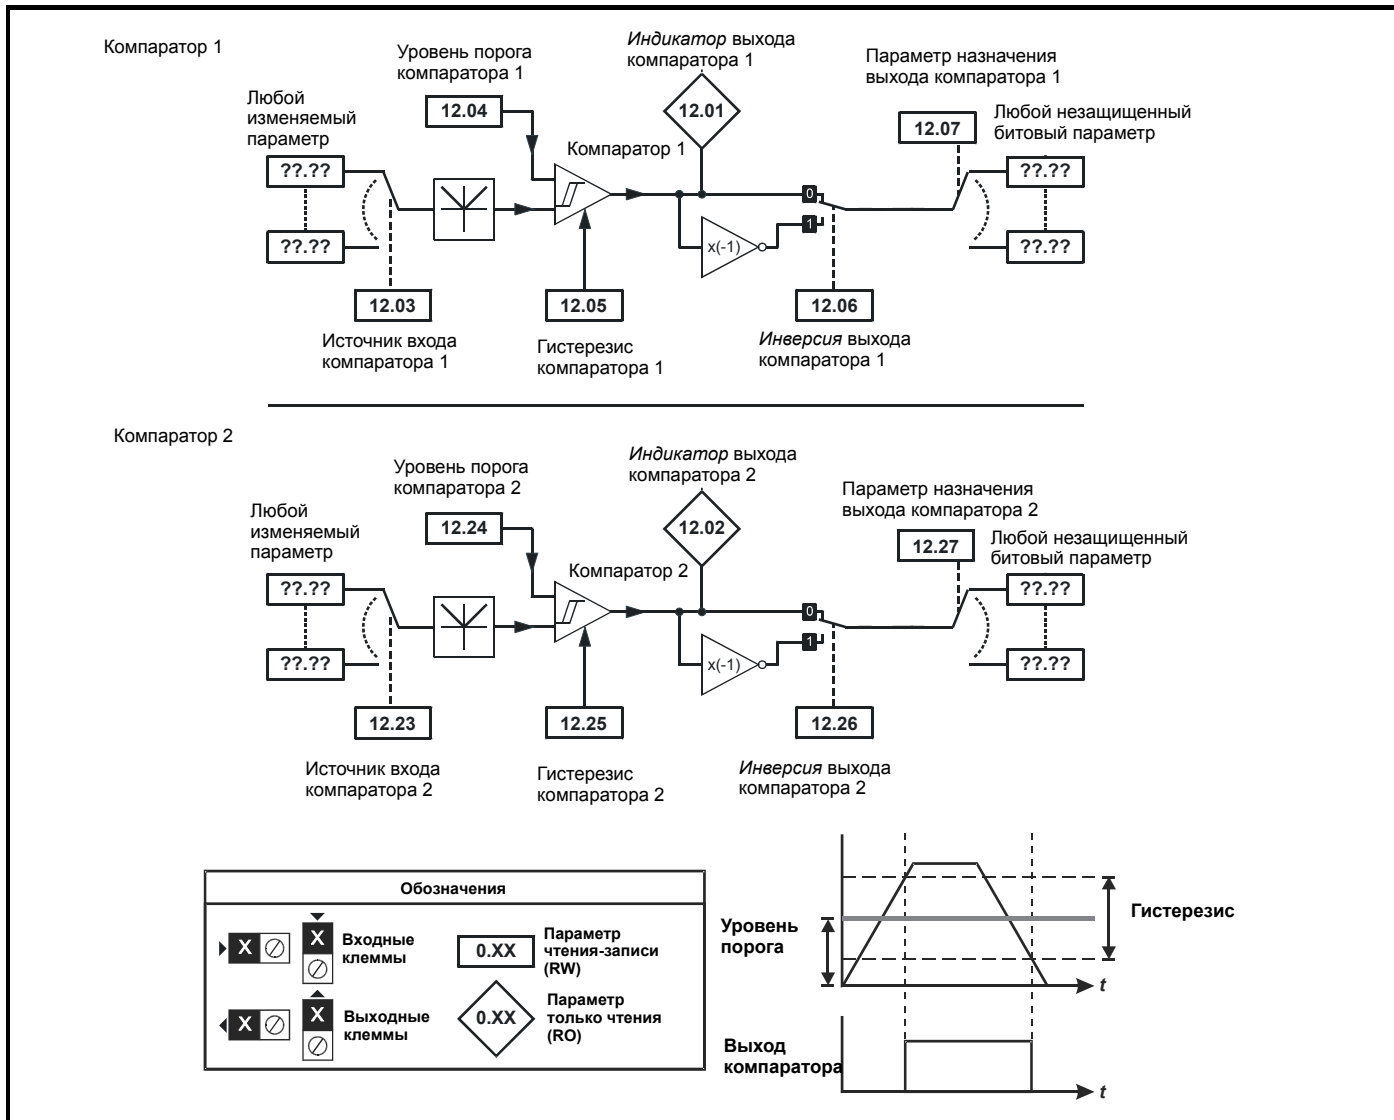 Компаратор 1
Уровень порога
компаратора 1
Индикатор выхода
компаратора 1
Параметр назначения
выхода компаратора 1
Любой
изменяемый
параметр
12.04
12.01
12.07
Любой незащищенный
битовый параметр
Компаратор 1
??.??
??.??
0
1
x(-1)
??.??
??.??
12.03
12.05
12.06
Источник входа
компаратора 1
Гистерезис
компаратора 1
Инверсия выхода
компаратора 1
Компаратор 2
Уровень порога
компаратора 2
Индикатор выхода
компаратора 2
Параметр назначения
выхода компаратора 2
Любой
изменяемый
параметр
12.24
12.02
12.27
Любой незащищенный
битовый параметр
Компаратор 2
??.??
??.??
0
1
x(-1)
??.??
??.??
12.23
12.25
12.26
Источник входа
компаратора 2
Гистерезис
компаратора 2
Инверсия выхода
компаратора 2
Обозначения
X
X
Входные
клеммы
0.XX
Параметр
чтения-записи
(RW)
X
X
Выходные
клеммы
0.XX
Параметр
только чтения
(RO)
Уровень
порога
Гистерезис
t
Выход
компаратора
t